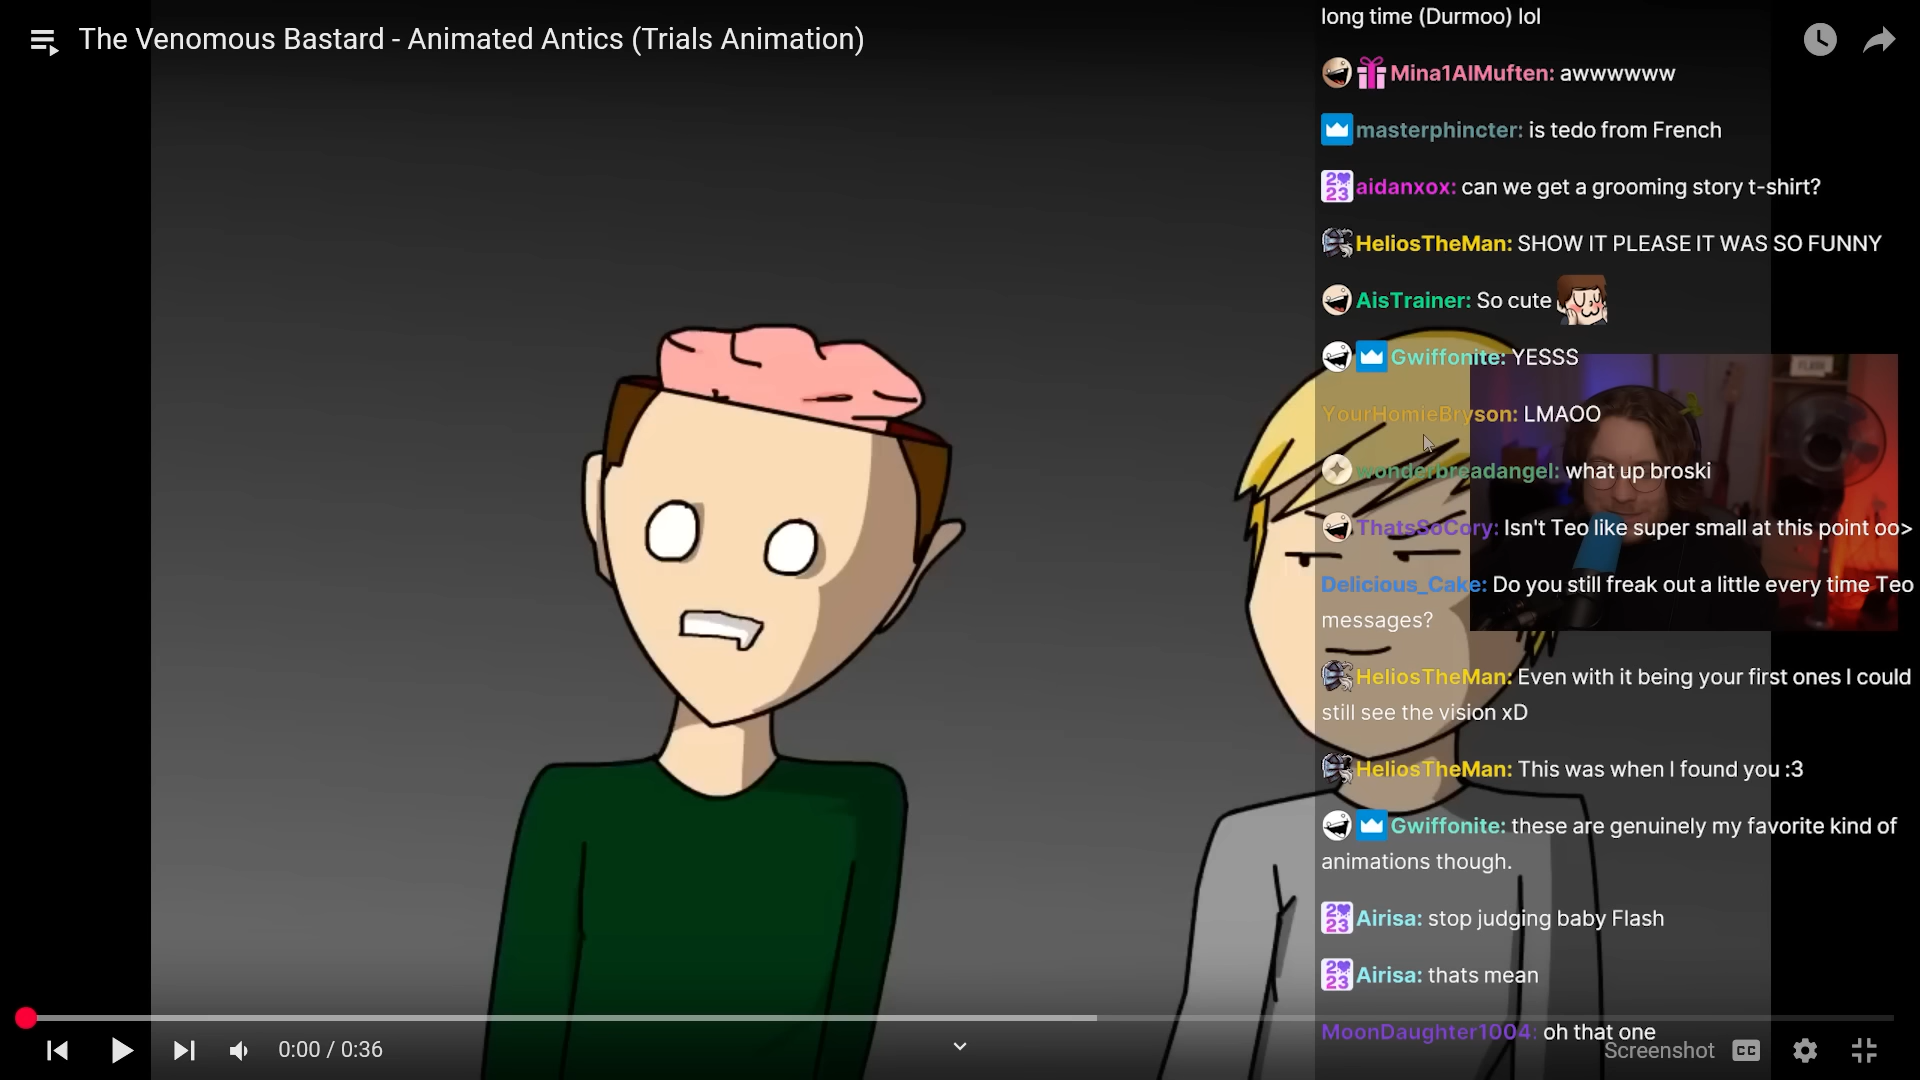 The Venomous Bastard - Animated Antics (Trials Animation)
long time (Durmoo) lol
Mina1AlMuften: awwwwww
masterphincter: is tedo from French
aidanxox: can we get a grooming story t-shirt?
HeliosTheMan: SHOW IT PLEASE IT WAS SO FUNNY
AisTrainer: So cute
Gwiffonite: YESSS
YourHomieBryson: LMAOO
wonderbreadangel: what up broski
ThatsSoCory: Isn't Teo like super small at this point oo>
Delicious_Cake: Do you still freak out a little every time Teo
messages?
HeliosTheMan: Even with it being your first ones I could
still see the vision xD
HeliosTheMan: This was when I found you :3
Gwiffonite: these are genuinely my favorite kind of
animations though.
2023 Airisa: stop judging baby Flash
2023 Airisa: thats mean
MoonDaughter1004: oh that one
0:00 / 0:36
Screenshot CC